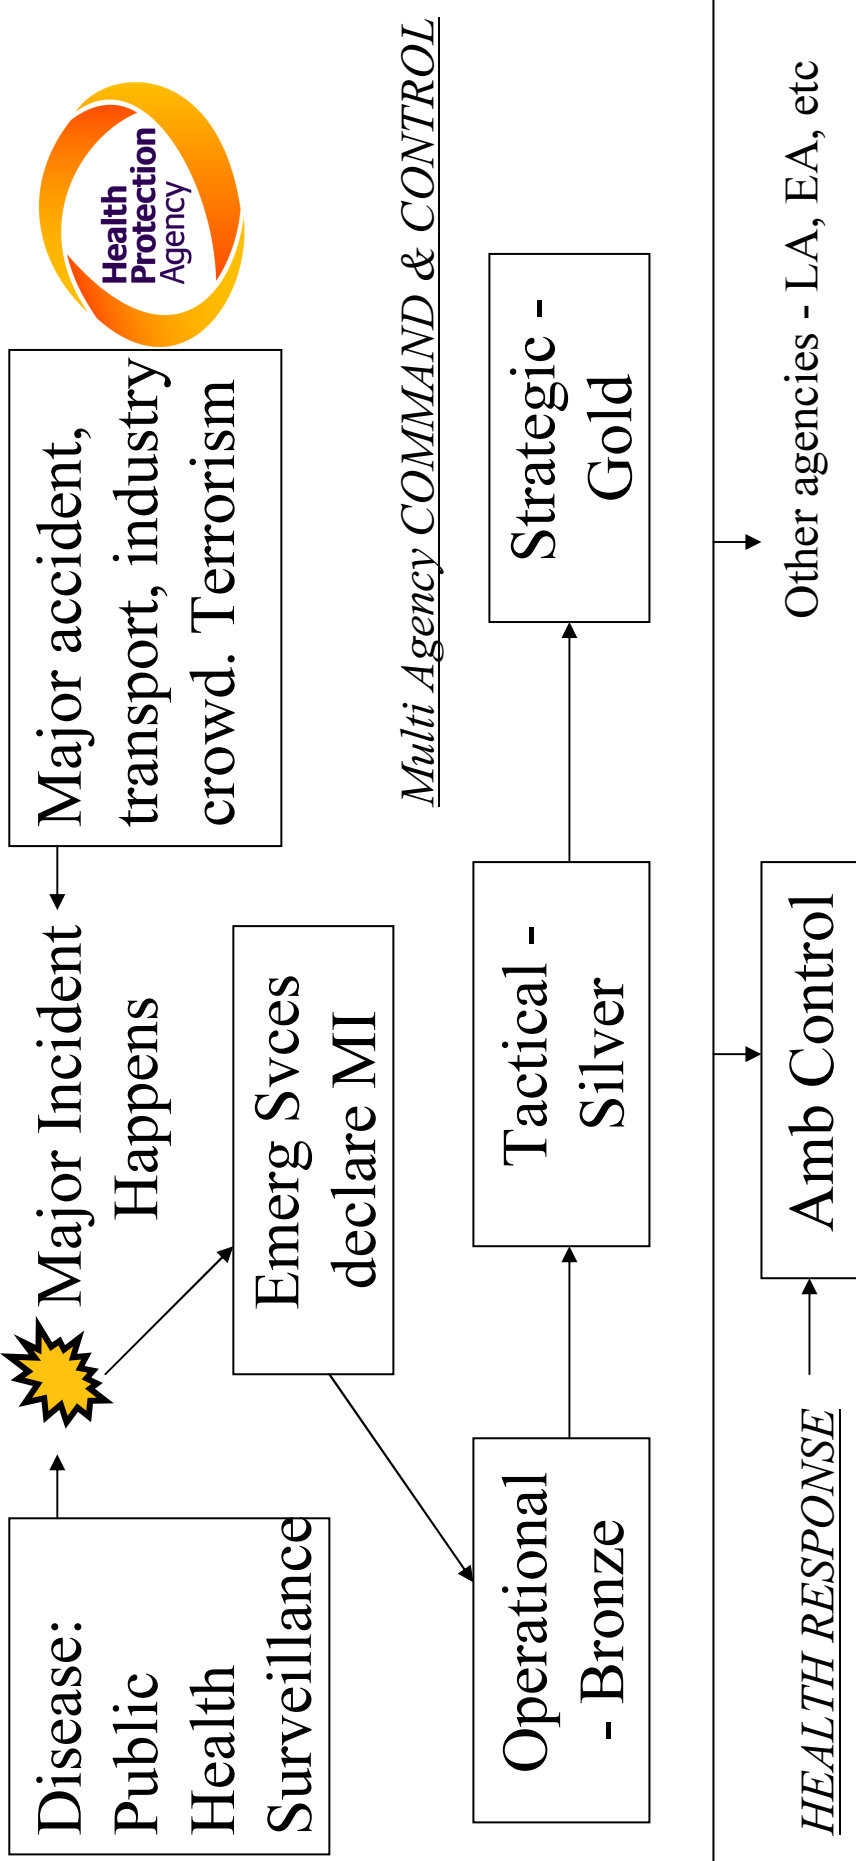 Disease:
Public
Health
Surveillance
Major Incident
Happens
Major accident,
transport, industry
crowd. Terrorism
Health
Protection
Agency
Emerg Svces
declare MI
Multi Agency COMMAND & CONTROL
Operational
- Bronze
Tactical -
Silver
Strategic -
Gold
HEALTH RESPONSE
Amb Control
Other agencies - LA, EA, etc